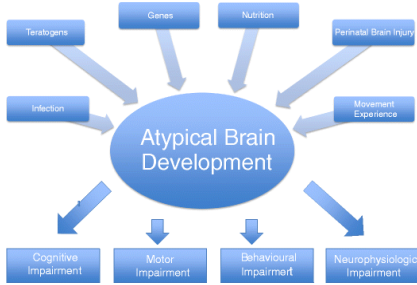 Teratogens
Genes
Nutrition
Perinatal Brain Injury
Infection
Movement
Experience
Atypical Brain
Development
Cognitive
Impairment
Motor
Impairment
Behavioural
Impairment
Neurophysiologic
Impairment